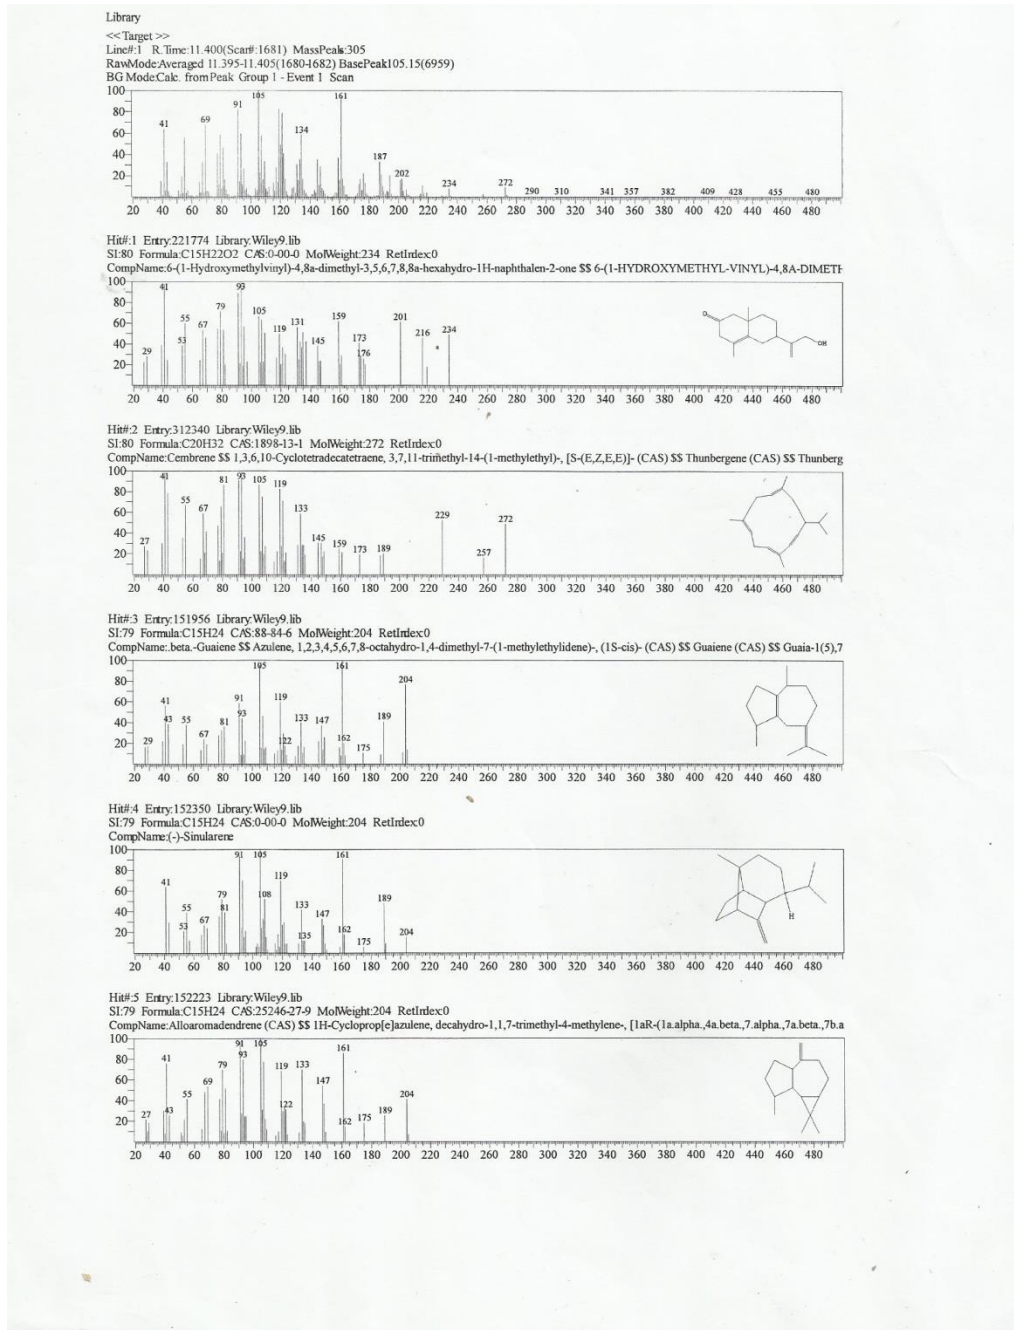 Library
<<Target >>
Line#:1 R.Time:11.400(Scan#:1681) MassPeaks:305
RawMode:Averaged 11.395-11.405(1680-1682) BasePeak:105.15(6959)
BG Mode:Calc. from Peak Group 1 - Event 1 Scan
100
80
60
40
20
41 69 91 105 134 161 187 202 234 272 290 310 341 357 382 409 428 455 480
20 40 60 80 100 120 140 160 180 200 220 240 260 280 300 320 340 360 380 400 420 440 460 480
Hit#:1 Entry:221774 Library:Wiley9.lib
SI:80 Formula:C15H22O2 CAS:0-00-0 MolWeight:234 RetIndex:0
CompName:6-(1-Hydroxymethylvinyl)-4,8a-dimethyl-3,5,6,7,8,8a-hexahydro-1H-naphthalen-2-one $$ 6-(1-HYDROXYMETHYL-VINYL)-4,8A-DIMETH
100
80
60
40
20
29 41 53 55 67 79 93 105 119 131 145 159 173 176 201 216 234
O OH
20 40 60 80 100 120 140 160 180 200 220 240 260 280 300 320 340 360 380 400 420 440 460 480
Hit#:2 Entry:312340 Library:Wiley9.lib
SI:80 Formula:C20H32 CAS:1898-13-1 MolWeight:272 RetIndex:0
CompName:Cembrene $$ 1,3,6,10-Cyclotetradecatetraene, 3,7,11-trimethyl-14-(1-methylethyl)-, [S-(E,Z,E,E)]- (CAS) $$ Thunbergene (CAS) $$ Thunberg
100
80
60
40
20
27 41 55 67 81 93 105 119 133 145 159 173 189 229 257 272
20 40 60 80 100 120 140 160 180 200 220 240 260 280 300 320 340 360 380 400 420 440 460 480
Hit#:3 Entry:151956 Library:Wiley9.lib
SI:79 Formula:C15H24 CAS:88-84-6 MolWeight:204 RetIndex:0
CompName:.beta.-Guaiene $$ Azulene, 1,2,3,4,5,6,7,8-octahydro-1,4-dimethyl-7-(1-methylethylidene)-, (1S-cis)- (CAS) $$ Guaiene (CAS) $$ Guaia-1(5),7
100
80
60
40
20
29 41 43 55 67 81 91 93 105 119 122 133 147 161 162 175 189 204
20 40 60 80 100 120 140 160 180 200 220 240 260 280 300 320 340 360 380 400 420 440 460 480
Hit#:4 Entry:152350 Library:Wiley9.lib
SI:79 Formula:C15H24 CAS:0-00-0 MolWeight:204 RetIndex:0
CompName:(-)-Sinularene
100
80
60
40
20
41 53 55 67 79 81 91 105 108 119 133 135 147 161 162 175 189 204
H
20 40 60 80 100 120 140 160 180 200 220 240 260 280 300 320 340 360 380 400 420 440 460 480
Hit#:5 Entry:152223 Library:Wiley9.lib
SI:79 Formula:C15H24 CAS:25246-27-9 MolWeight:204 RetIndex:0
CompName:Alloaromadendrene (CAS) $$ 1H-Cycloprop[e]azulene, decahydro-1,1,7-trimethyl-4-methylene-, [1aR-(1a.alpha.,4a.beta.,7.alpha.,7a.beta.,7b.a
100
80
60
40
20
27 41 43 55 69 79 91 93 105 119 122 133 147 161 162 175 189 204
20 40 60 80 100 120 140 160 180 200 220 240 260 280 300 320 340 360 380 400 420 440 460 480